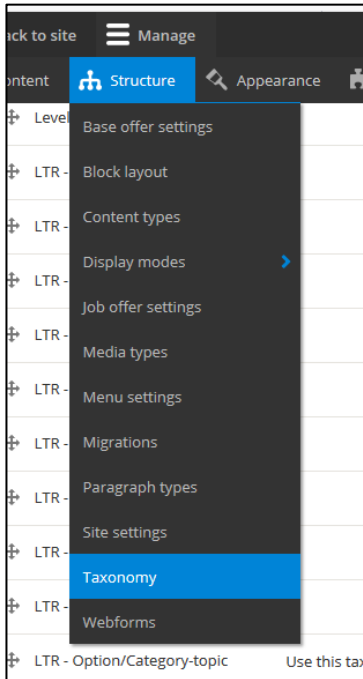 ack to site Manage
ontent Structure Appearance
Level
Base offer settings
LTR - Block layout
LTR - Content types
LTR - Display modes
LTR - Job offer settings
LTR - Media types
LTR - Menu settings
LTR - Migrations
LTR - Paragraph types
LTR - Site settings
Taxonomy
LTR - Webforms
LTR - Option/Category-topic Use this tax